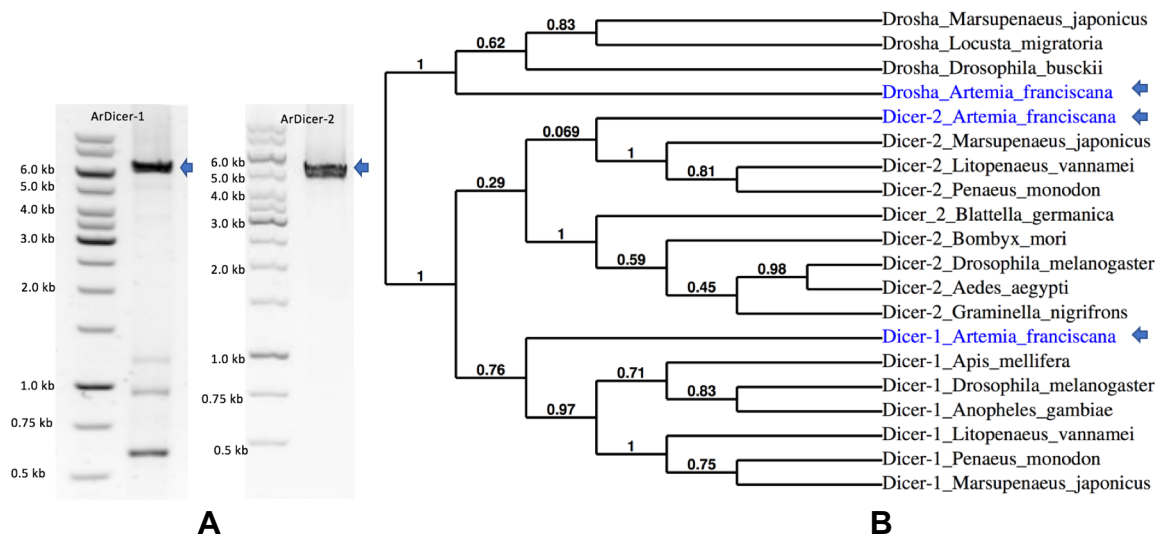 ArDicer-1
6.0 kb
5.0 kb
4.0 kb
3.0 kb
2.0 kb
1.0 kb
0.75 kb
0.5 kb
ArDicer-2
6.0 kb
5.0 kb
4.0 kb
3.0 kb
2.0 kb
1.0 kb
0.75 kb
0.5 kb
A
Drosha_Marsupenaeus_japonicus
0.83
Drosha_Locusta_migratoria
0.62
Drosha_Drosophila_busckii
1
Drosha_Artemia_franciscana
Dicer-2_Artemia_franciscana
0.069
Dicer-2_Marsupenaeus_japonicus
1
Dicer-2_Litopenaeus_vannamei
0.81
Dicer-2_Penaeus_monodon
0.29
Dicer_2_Blattella_germanica
1
Dicer-2_Bombyx_mori
0.59
Dicer-2_Drosophila_melanogaster
0.98
1
Dicer-2_Aedes_aegypti
0.45
Dicer-2_Graminella_nigrifrons
Dicer-1_Artemia_franciscana
0.76
Dicer-1_Apis_mellifera
0.71
Dicer-1_Drosophila_melanogaster
0.83
Dicer-1_Anopheles_gambiae
0.97
Dicer-1_Litopenaeus_vannamei
1
Dicer-1_Penaeus_monodon
0.75
Dicer-1_Marsupenaeus_japonicus
B